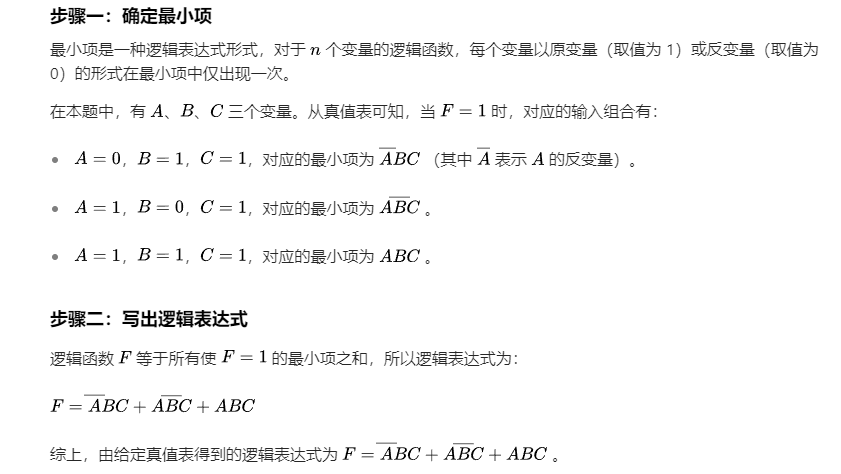 步骤一：确定最小项
最小项是一种逻辑表达式形式，对于 n 个变量的逻辑函数，每个变量以原变量（取值为 1）或反变量（取值为
0）的形式在最小项中仅出现一次。
在本题中，有 A、B、C 三个变量。从真值表可知，当 F = 1 时，对应的输入组合有：
• A = 0，B = 1，C = 1，对应的最小项为 A̅BC （其中 A̅ 表示 A 的反变量）。
• A = 1，B = 0，C = 1，对应的最小项为 AB̅C 。
• A = 1，B = 1，C = 1，对应的最小项为 ABC 。
步骤二：写出逻辑表达式
逻辑函数 F 等于所有使 F = 1 的最小项之和，所以逻辑表达式为：
F = A̅BC + AB̅C + ABC
综上，由给定真值表得到的逻辑表达式为 F = A̅BC + AB̅C + ABC 。